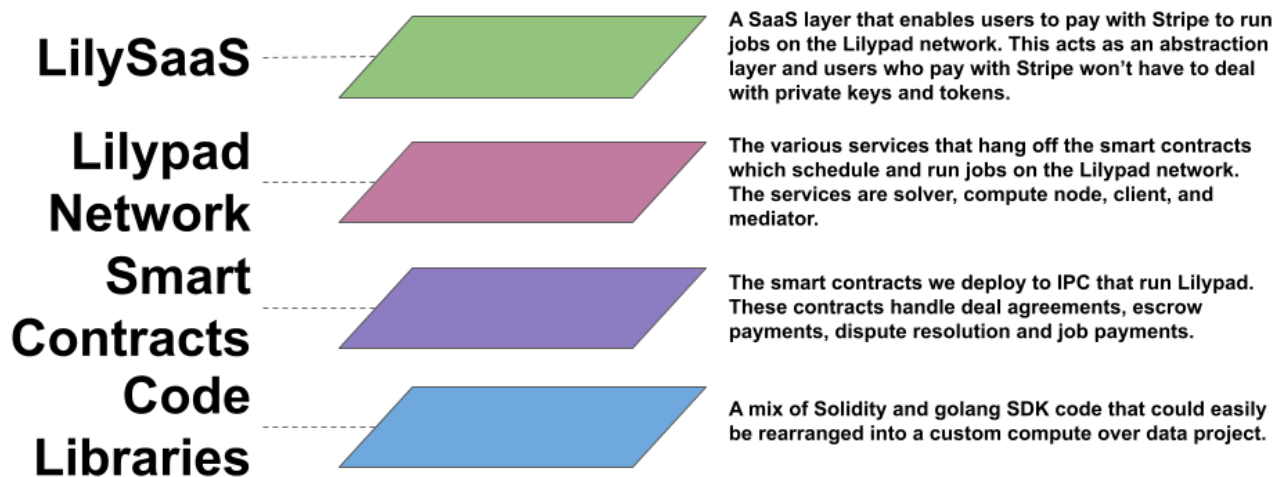 LilySaaS
A SaaS layer that enables users to pay with Stripe to run
jobs on the Lilypad network. This acts as an abstraction
layer and users who pay with Stripe won’t have to deal
with private keys and tokens.
Lilypad
Network
The various services that hang off the smart contracts
which schedule and run jobs on the Lilypad network.
The services are solver, compute node, client, and
mediator.
Smart
Contracts
The smart contracts we deploy to IPC that run Lilypad.
These contracts handle deal agreements, escrow
payments, dispute resolution and job payments.
Code
Libraries
A mix of Solidity and golang SDK code that could easily
be rearranged into a custom compute over data project.